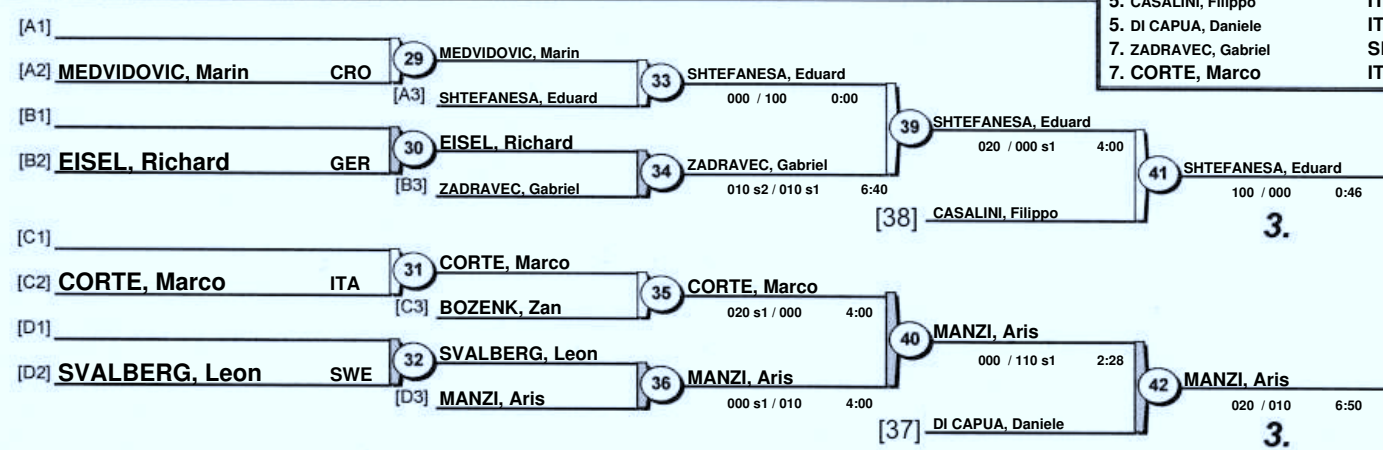 5. CASALINI, Filippo IT
5. DI CAPUA, Daniele IT
7. ZADRAVEC, Gabriel
7. CORTE, Marco IT
[A1]
[A2] MEDVIDOVIC, Marin CRO
29
MEDVIDOVIC, Marin
[A3] SHTEFANESA, Eduard
33
SHTEFANESA, Eduard
000 / 100 0:00
[B1]
[B2] EISEL, Richard GER
30
EISEL, Richard
[B3] ZADRAVEC, Gabriel
34
ZADRAVEC, Gabriel
010 s2 / 010 s1 6:40
39
SHTEFANESA, Eduard
020 / 000 s1 4:00
[38] CASALINI, Filippo
41
SHTEFANESA, Eduard
100 / 000 0:46
3.
[C1]
[C2] CORTE, Marco ITA
31
CORTE, Marco
[C3] BOZENK, Zan
35
CORTE, Marco
020 s1 / 000 4:00
[D1]
[D2] SVALBERG, Leon SWE
32
SVALBERG, Leon
[D3] MANZI, Aris
36
MANZI, Aris
000 s1 / 010 4:00
40
MANZI, Aris
000 / 110 s1 2:28
[37] DI CAPUA, Daniele
42
MANZI, Aris
020 / 010 6:50
3.